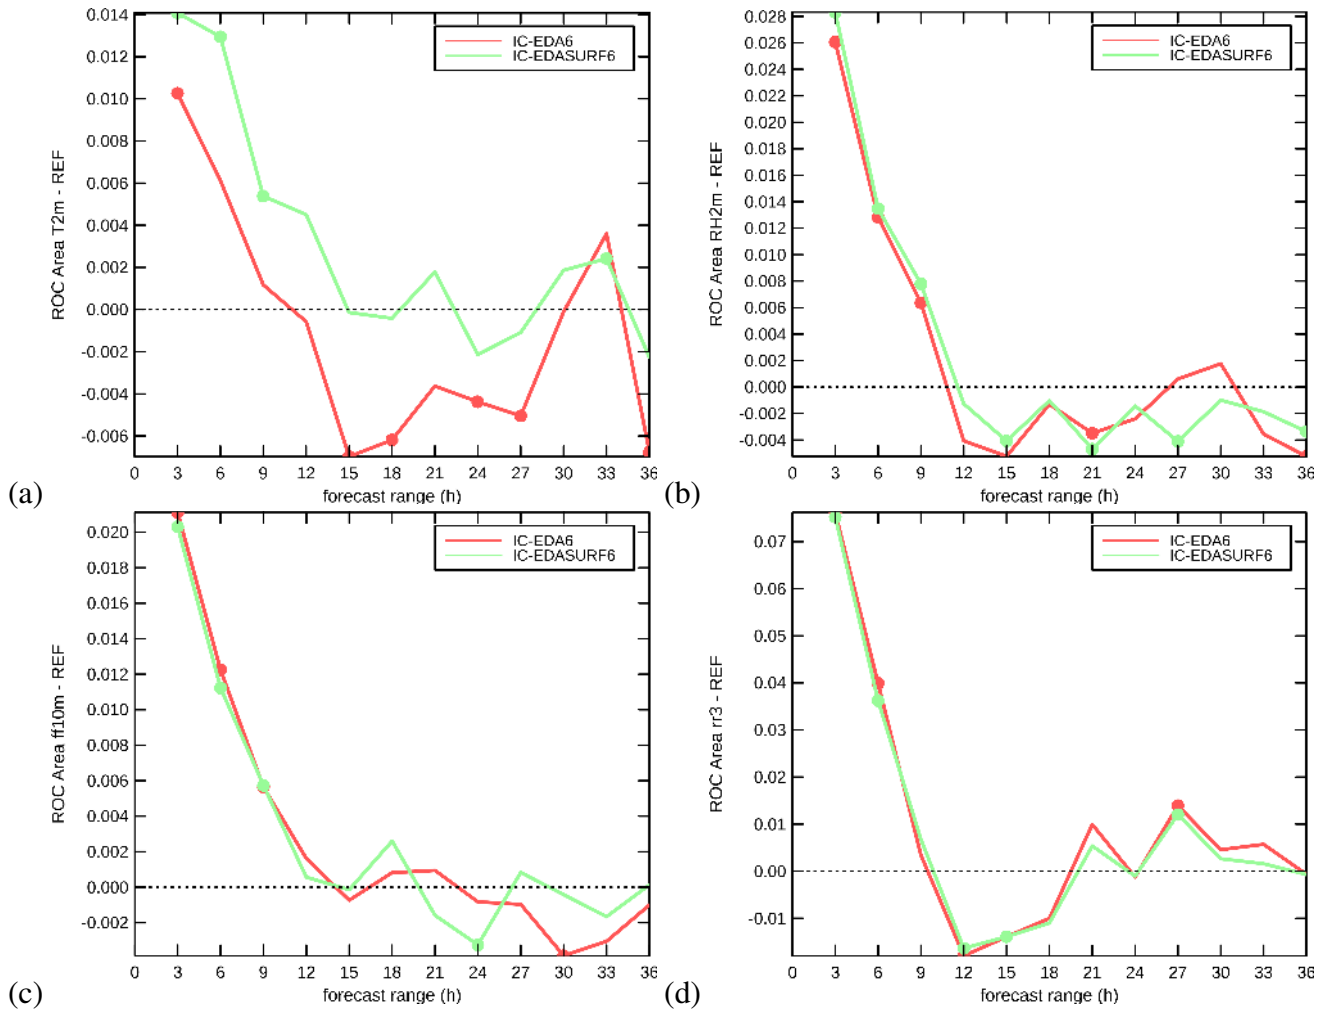 0.014
0.012
0.010
0.008
0.006
0.004
0.002
0.000
-0.002
-0.004
-0.006
ROC Area T2m - REF
IC-EDA6
IC-EDASURF6
0 3 6 9 12 15 18 21 24 27 30 33 36
forecast range (h)
(a)
0.028
0.026
0.024
0.022
0.020
0.018
0.016
0.014
0.012
0.010
0.008
0.006
0.004
0.002
0.000
-0.002
-0.004
ROC Area RH2m - REF
IC-EDA6
IC-EDASURF6
0 3 6 9 12 15 18 21 24 27 30 33 36
forecast range (h)
(b)
0.020
0.018
0.016
0.014
0.012
0.010
0.008
0.006
0.004
0.002
0.000
-0.002
ROC Area ff10m - REF
IC-EDA6
IC-EDASURF6
0 3 6 9 12 15 18 21 24 27 30 33 36
forecast range (h)
(c)
0.07
0.06
0.05
0.04
0.03
0.02
0.01
0.00
-0.01
ROC Area rr3 - REF
IC-EDA6
IC-EDASURF6
0 3 6 9 12 15 18 21 24 27 30 33 36
forecast range (h)
(d)